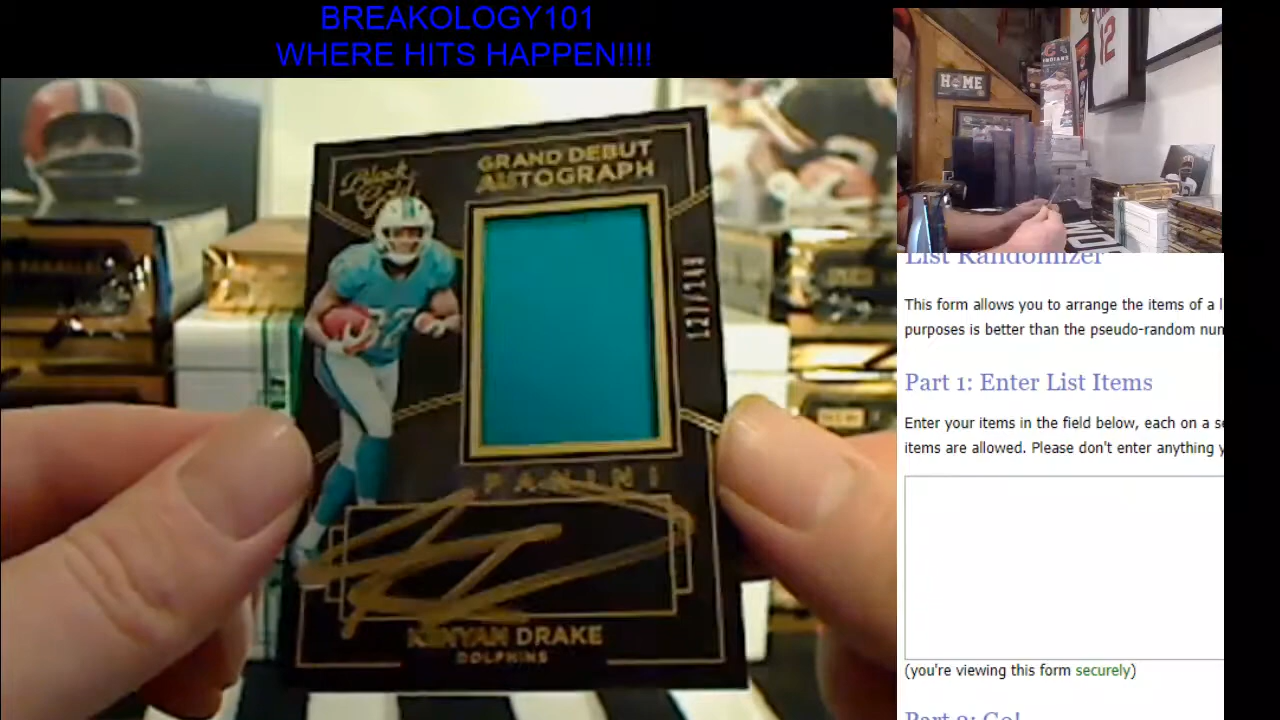 BREAKOLOGY101
WHERE HITS HAPPEN!!!!
Black
Gold
GRAND DEBUT
AUTOGRAPH
PANINI
KENYAN DRAKE
DOLPHINS
HOME
INDIANS
12
List Randomizer
This form allows you to arrange the items of a l
purposes is better than the pseudo-random nun
Part 1: Enter List Items
Enter your items in the field below, each on a se
items are allowed. Please don't enter anything y
(you're viewing this form securely)
Part 2: Go!